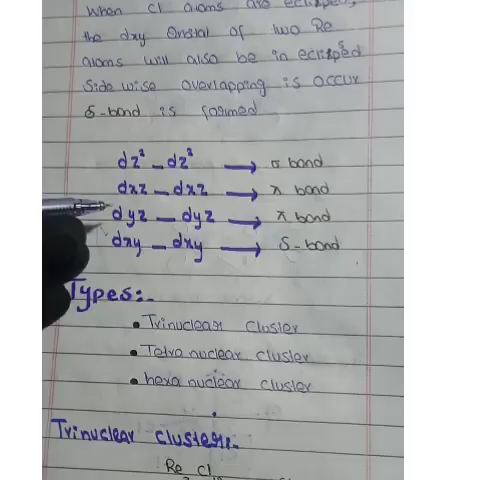 When Cl atoms are eclipsed,
the dxy Orbital of two Re
atoms will also be in eclipsed
Side wise overlapping is occur
δ-bond is formed
dz² - dz² → σ bond
dxz - dxz → π bond
dyz - dyz → π bond
dxy - dxy → δ-bond
Types:-
• Trinuclear cluster
• Tetra nuclear cluster
• hexa nuclear cluster
Trinuclear cluster:-
Re Cl